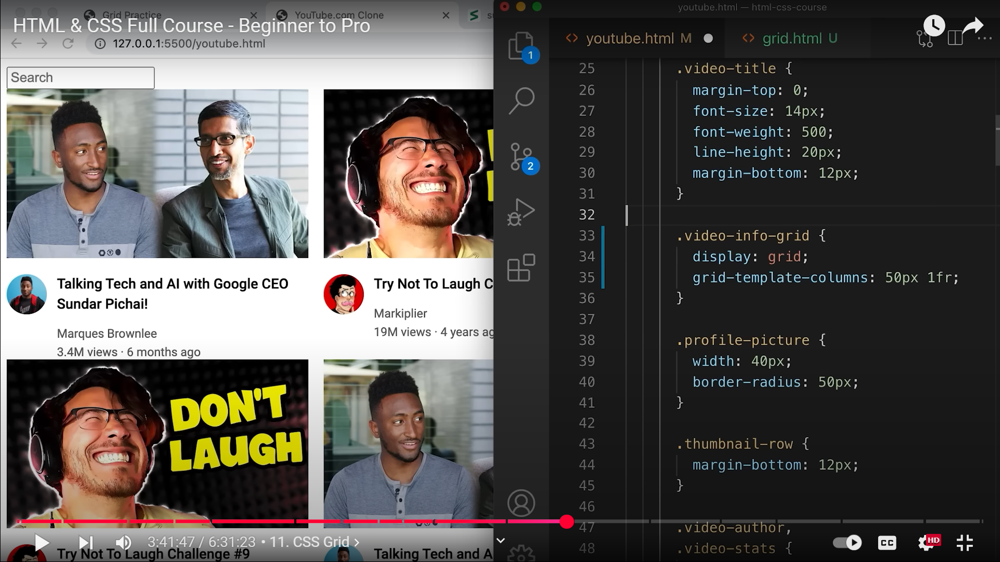 Grid Practice
YouTube.com Clone
HTML & CSS Full Course - Beginner to Pro
127.0.0.1:5500/youtube.html
Search
Talking Tech and AI with Google CEO
Sundar Pichai!
Marques Brownlee
3.4M views · 6 months ago
Try Not To Laugh C
Markiplier
19M views · 4 years ag
DON'T
LAUGH
Try Not To Laugh Challenge #9
Talking Tech and A
youtube.html — html-css-course
youtube.html M
grid.html U
1
2
25 .video-title {
26 margin-top: 0;
27 font-size: 14px;
28 font-weight: 500;
29 line-height: 20px;
30 margin-bottom: 12px;
31 }
32
33 .video-info-grid {
34 display: grid;
35 grid-template-columns: 50px 1fr;
36 }
37
38 .profile-picture {
39 width: 40px;
40 border-radius: 50px;
41 }
42
43 .thumbnail-row {
44 margin-bottom: 12px;
45 }
46
47 .video-author,
48 .video-stats {
3:41:47 / 6:31:23 • 11. CSS Grid ›
CC
HD